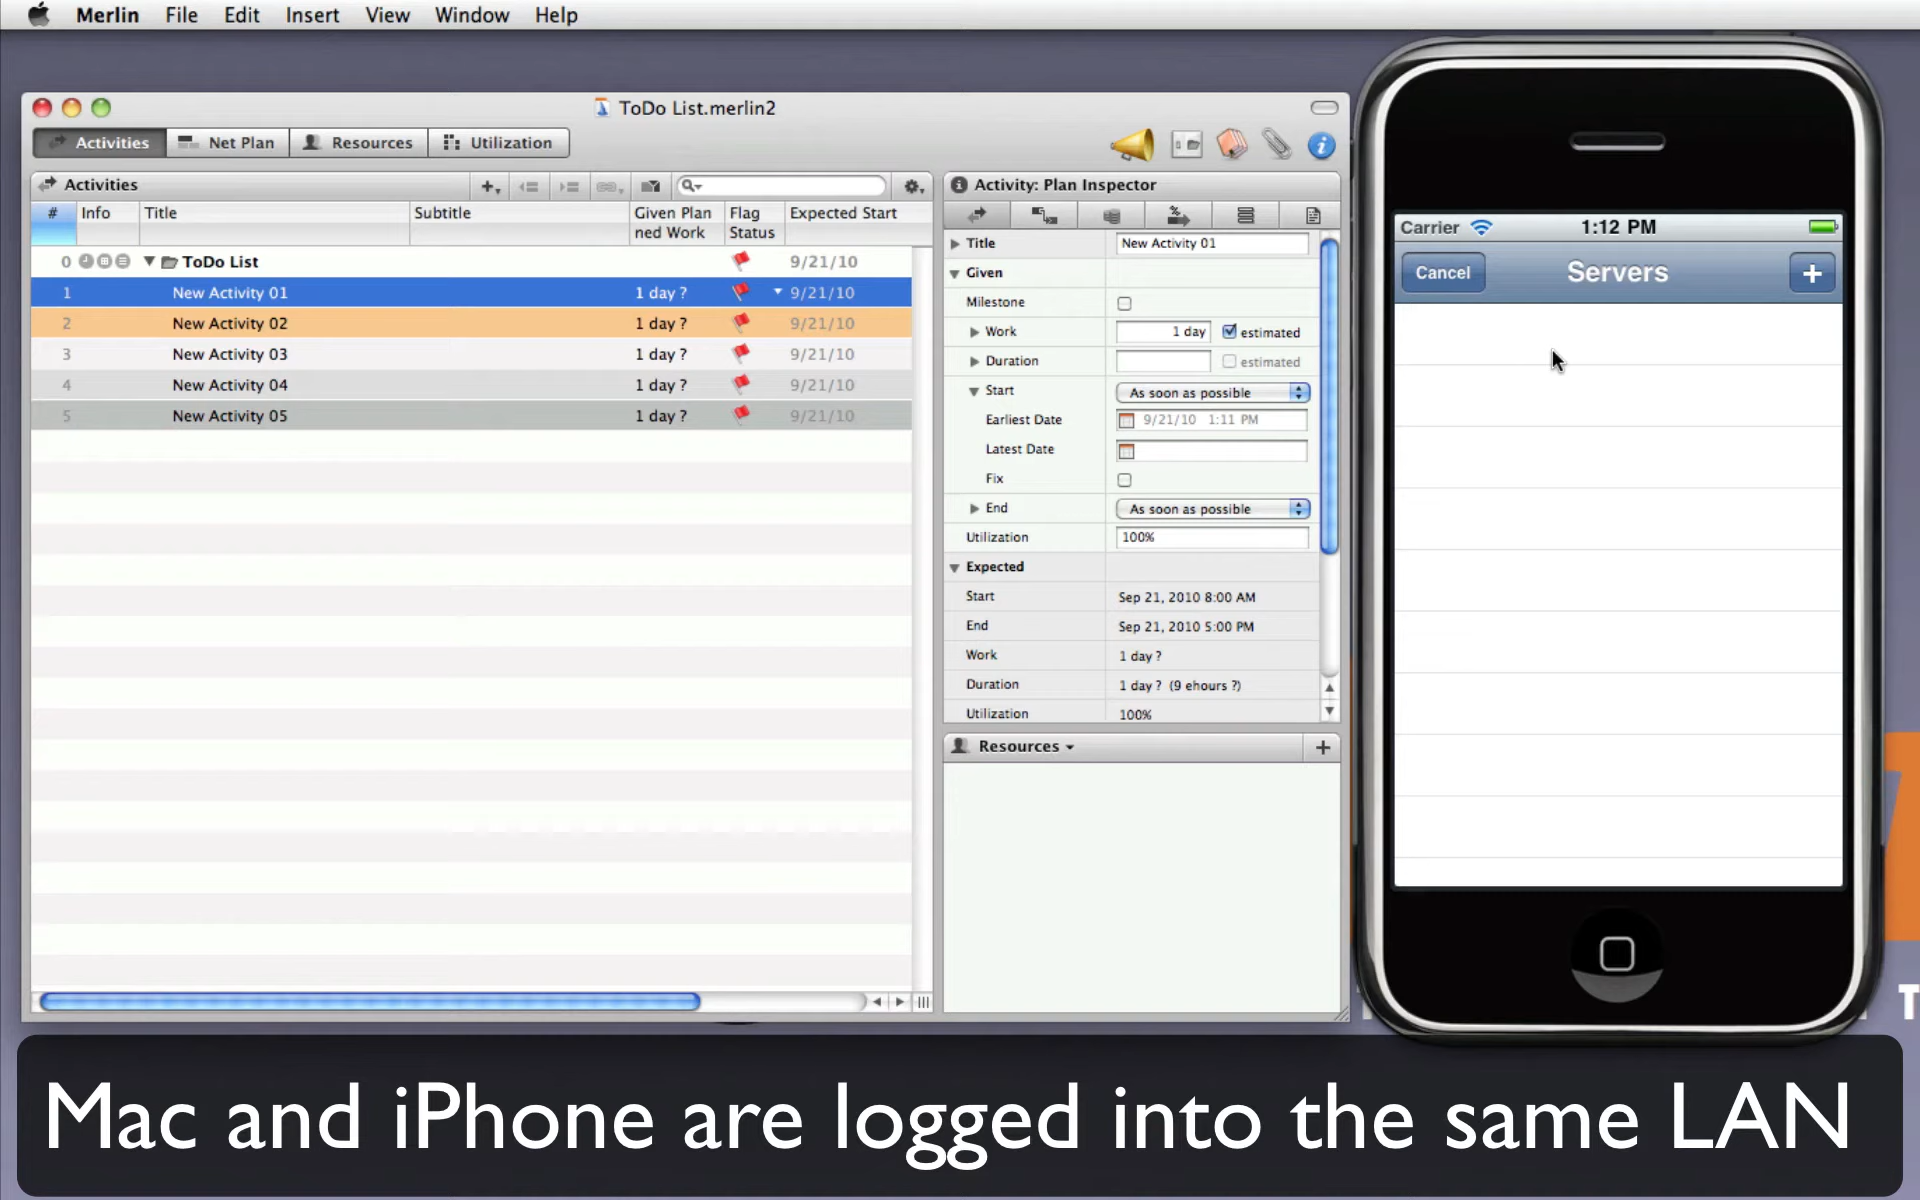 Merlin File Edit Insert View Window Help
ToDo List.merlin2
Activities Net Plan Resources Utilization
Activities
# Info Title Subtitle Given Plan Flag Expected Start
ned Work Status
0 ToDo List 9/21/10
1 New Activity 01 1 day ? 9/21/10
2 New Activity 02 1 day ? 9/21/10
3 New Activity 03 1 day ? 9/21/10
4 New Activity 04 1 day ? 9/21/10
5 New Activity 05 1 day ? 9/21/10
Activity: Plan Inspector
Title New Activity 01
Given
Milestone
Work 1 day estimated
Duration estimated
Start As soon as possible
Earliest Date 9/21/10 1:11 PM
Latest Date
Fix
End As soon as possible
Utilization 100%
Expected
Start Sep 21, 2010 8:00 AM
End Sep 21, 2010 5:00 PM
Work 1 day ?
Duration 1 day ? (9 ehours ?)
Utilization 100%
Resources
Carrier 1:12 PM
Cancel Servers +
T
Mac and iPhone are logged into the same LAN